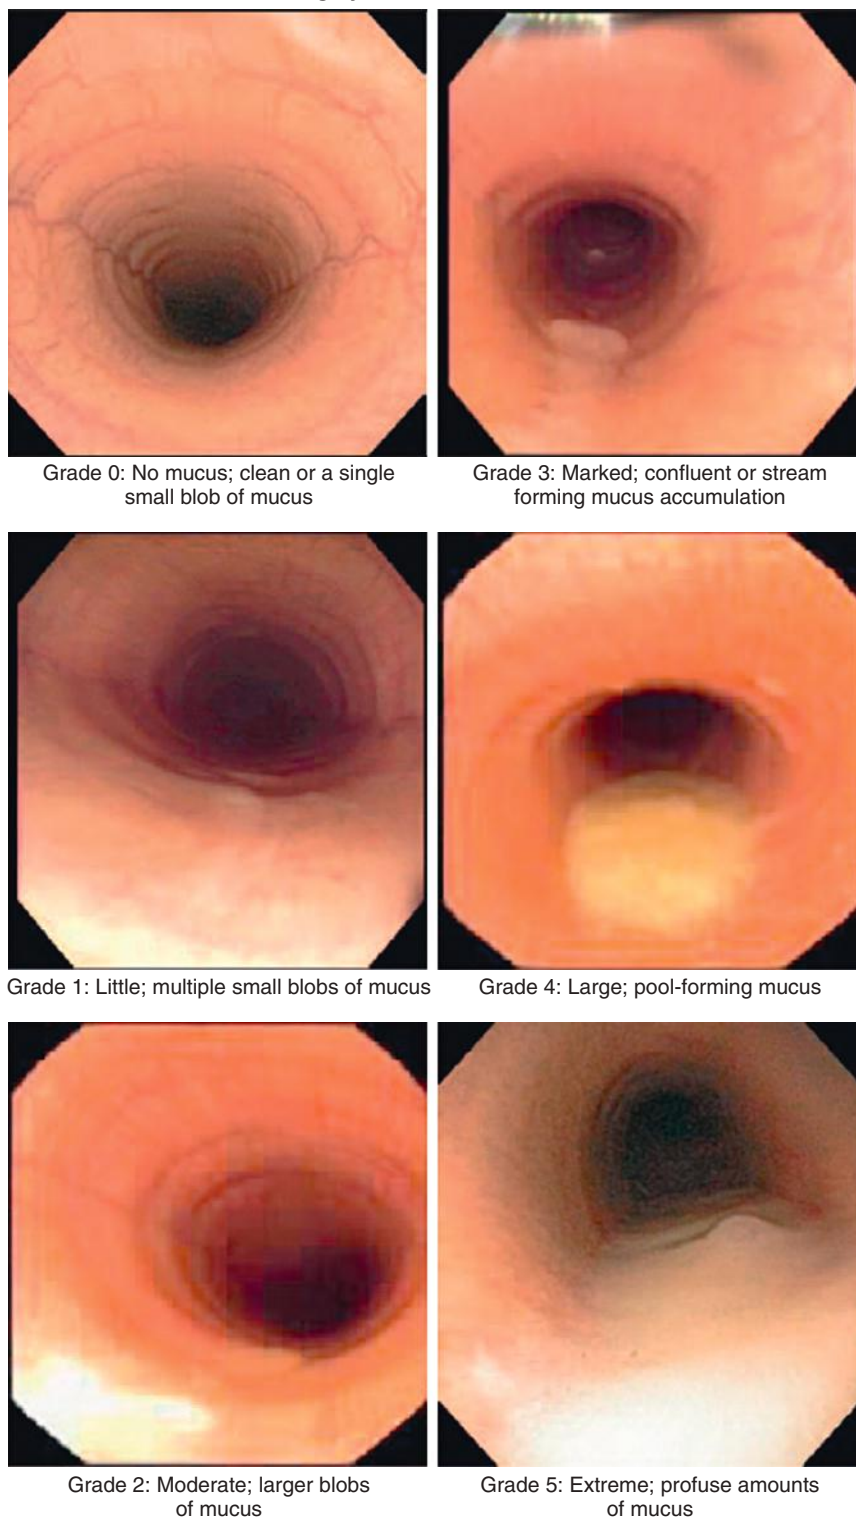 Grade 0: No mucus; clean or a single
small blob of mucus
Grade 3: Marked; confluent or stream
forming mucus accumulation
Grade 1: Little; multiple small blobs of mucus
Grade 4: Large; pool-forming mucus
Grade 2: Moderate; larger blobs
of mucus
Grade 5: Extreme; profuse amounts
of mucus